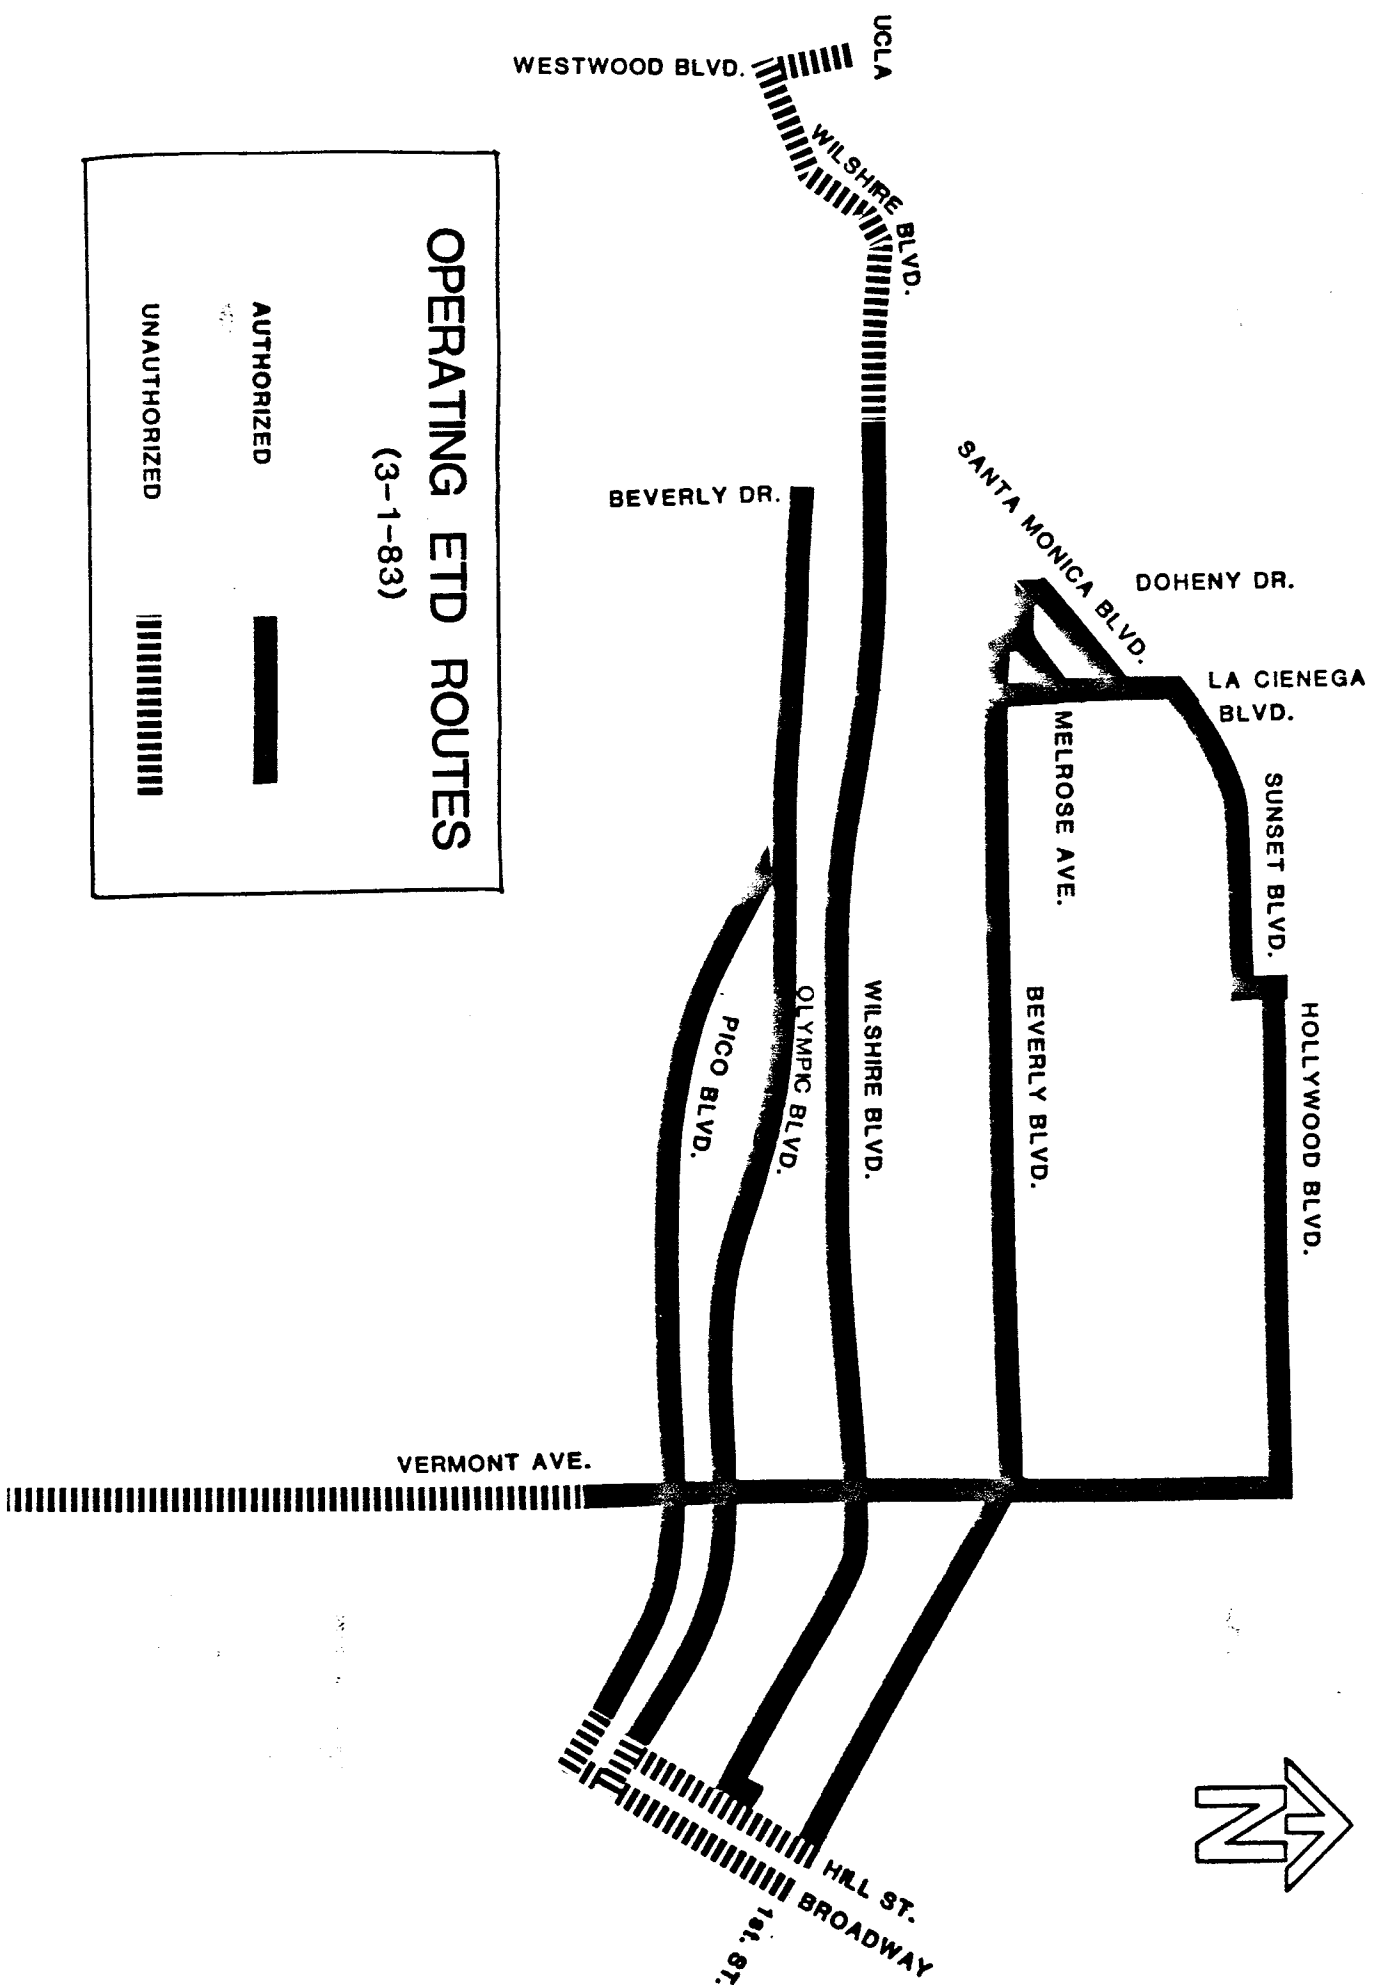 UCLA
WESTWOOD BLVD.
WILSHIRE BLVD.
OPERATING ETD ROUTES
(3-1-83)
AUTHORIZED
UNAUTHORIZED
BEVERLY DR.
SANTA MONICA BLVD.
DOHENY DR.
LA CIENEGA
BLVD.
MELROSE AVE.
SUNSET BLVD.
HOLLYWOOD BLVD.
BEVERLY BLVD.
WILSHIRE BLVD.
OLYMPIC BLVD.
PICO BLVD.
VERMONT AVE.
HILL ST.
BROADWAY
1st. ST.
N